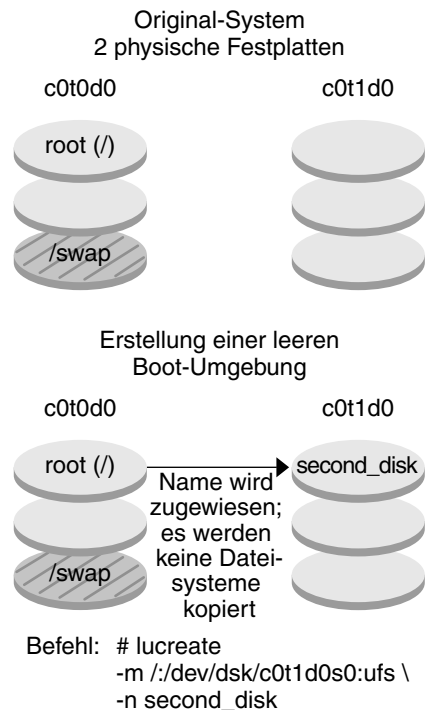 Original-System
2 physische Festplatten
c0t0d0
c0t1d0
root (/)
/swap
Erstellung einer leeren
Boot-Umgebung
c0t0d0
c0t1d0
root (/)
second_disk
Name wird
zugewiesen;
es werden
keine Datei-
systeme
kopiert
/swap
Befehl: # lucreate
-m /:/dev/dsk/c0t1d0s0:ufs \
-n second_disk